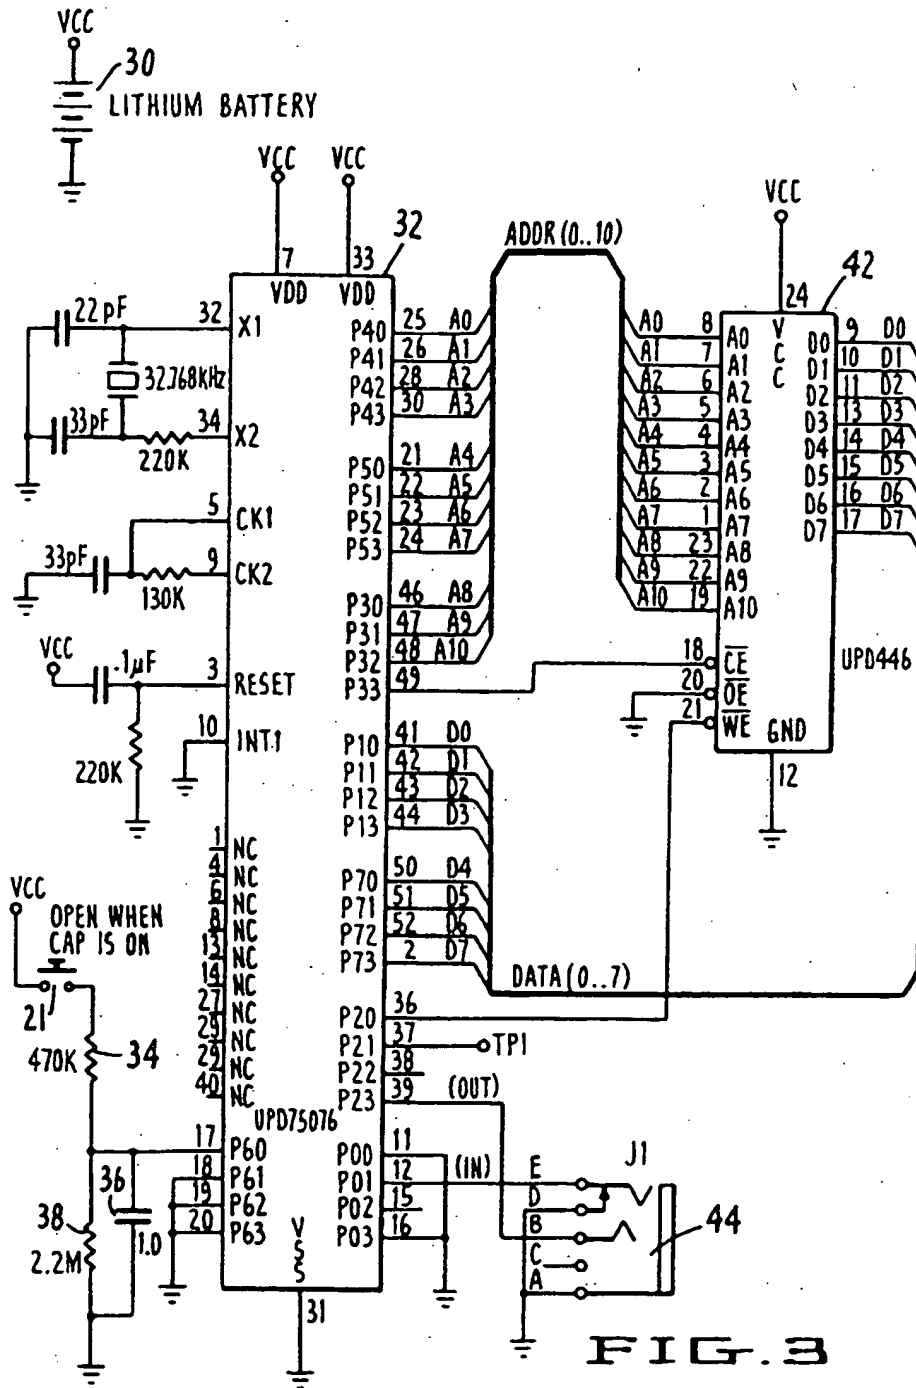 VCC
30
LITHIUM BATTERY
VCC VCC
32
7 33
VDD VDD
ADDR (0..10)
VCC
42
24
VCC
22pF
32 X1
32.768KHz
33pF
34 X2
220K
5 CK1
33pF
9 CK2
130K
VCC
.1µF
3 RESET
10 INT1
220K
1 NC
4 NC
6 NC
8 NC
13 NC
14 NC
27 NC
29 NC
40 NC
VCC
OPEN WHEN
CAP IS ON
21
470K
34
UPD75076
17 P60
18 P61
19 P62
20 P63
36
38
1.0
2.2M
VSS
31
P40 25 A0
P41 26 A1
P42 28 A2
P43 30 A3
P50 21 A4
P51 22 A5
P52 23 A6
P53 24 A7
P30 46 A8
P31 47 A9
P32 48 A10
P33 49
P10 41 D0
P11 42 D1
P12 43 D2
P13 44 D3
P70 50 D4
P71 51 D5
P72 52 D6
P73 2 D7
DATA (0..7)
P20 36
P21 37 TP1
P22 38
P23 39 (OUT)
P00 11
P01 12 (IN)
P02 15
P03 16
A0 8 A0
A1 7 A1
A2 6 A2
A3 5 A3
A4 4 A4
A5 3 A5
A6 2 A6
A7 1 A7
A8 23 A8
A9 22 A9
A10 19 A10
18 CE
20 OE
21 WE
GND
12
UPD446
D0 9 D0
D1 10 D1
D2 11 D2
D3 13 D3
D4 14 D4
D5 15 D5
D6 16 D6
D7 17 D7
E
D
B
C
A
J1
44
FIG. 3